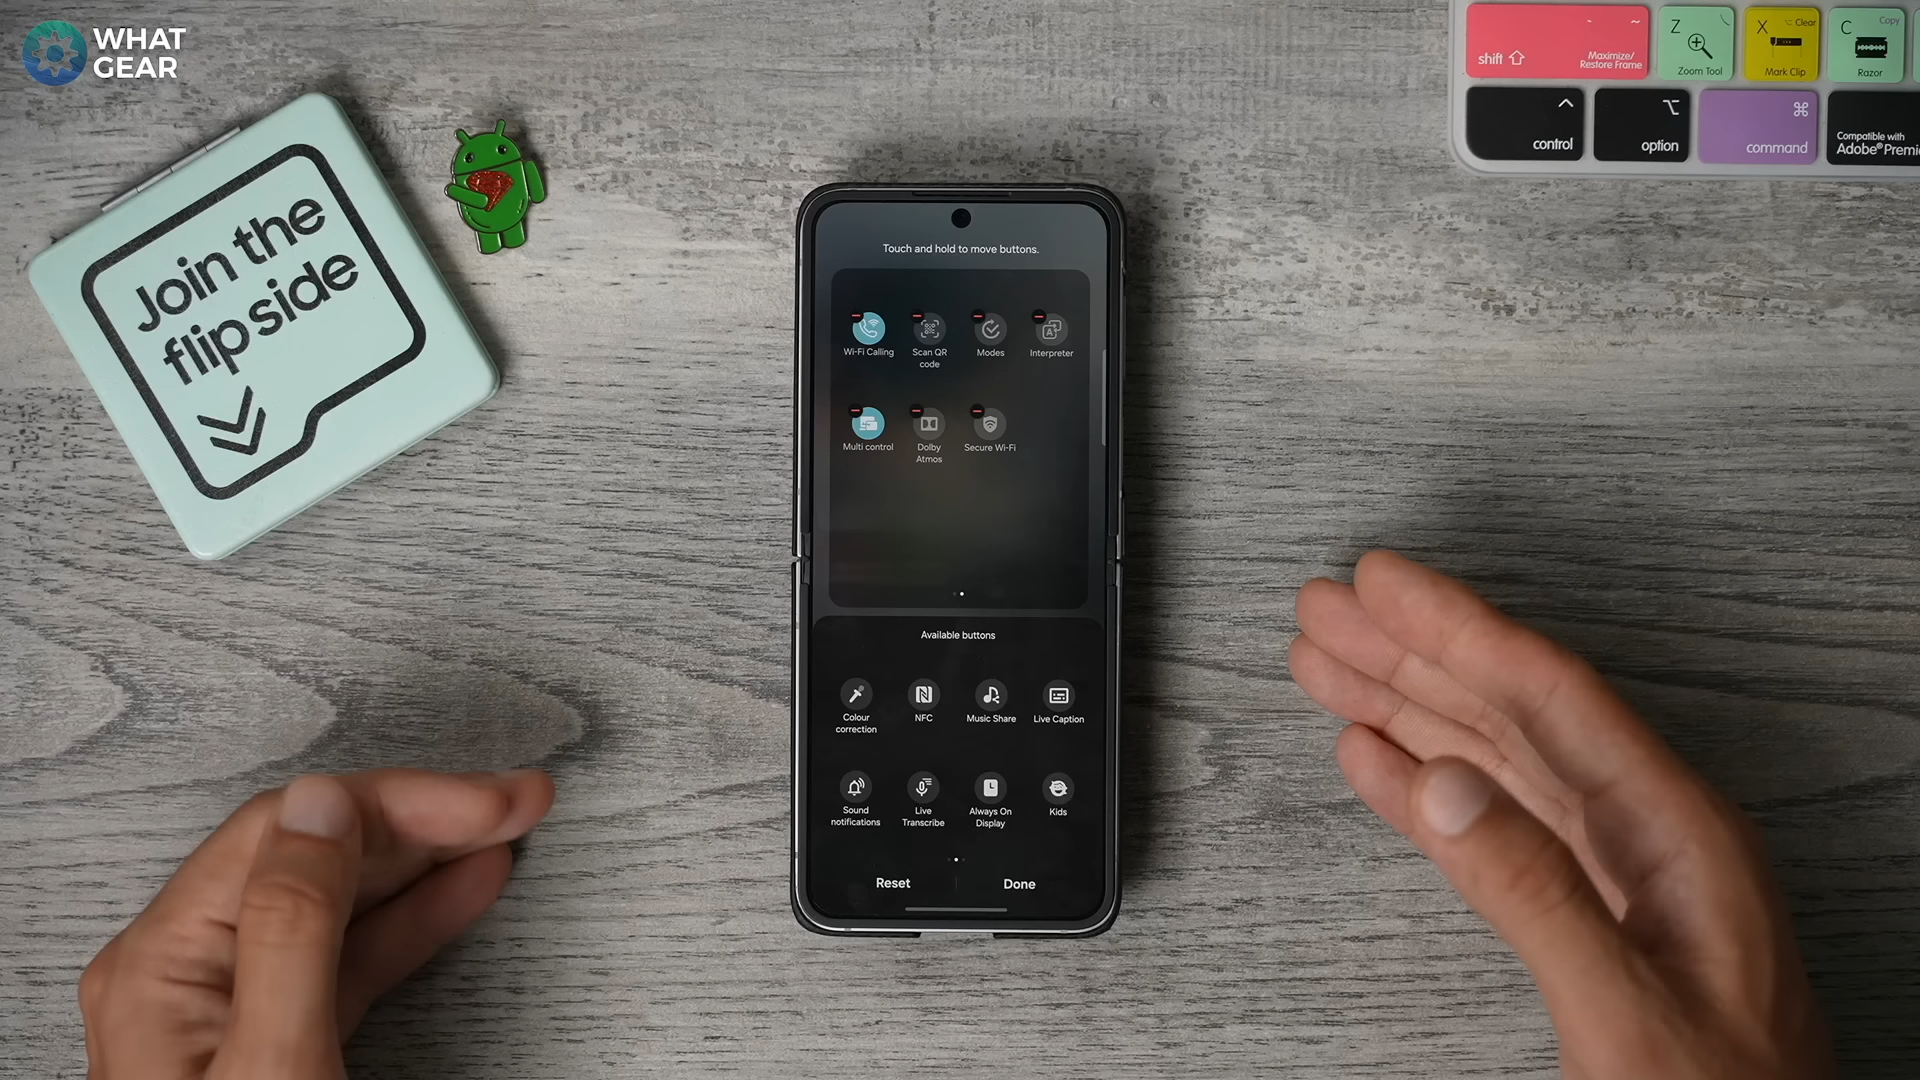 WHAT
GEAR
Join the
flip side
~
shift
Maximize/
Restore Frame
Z
Zoom Tool
X
Clear
Mark Clip
C
Copy
Razor
control
option
command
Compatible with
Adobe® Premi
Touch and hold to move buttons.
Wi-Fi Calling
Scan QR
code
Modes
Interpreter
Multi control
Dolby
Atmos
Secure Wi-Fi
Available buttons
Colour
correction
NFC
Music Share
Live Caption
Sound
notifications
Live
Transcribe
Always On
Display
Kids
Reset
Done